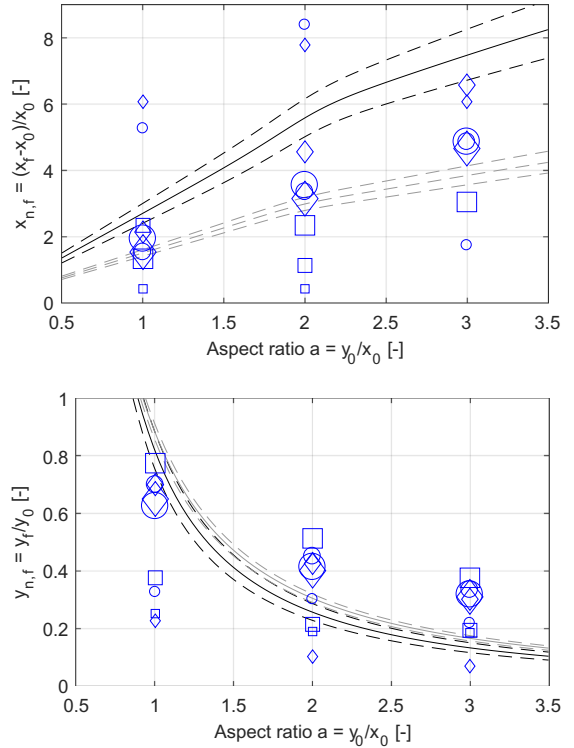 8
6
4
2
0
x_{n,f} = (x_f-x_0)/x_0 [-]
0.5 1 1.5 2 2.5 3 3.5
Aspect ratio a = y_0/x_0 [-]
1
0.8
0.6
0.4
0.2
0
y_{n,f} = y_f/y_0 [-]
0.5 1 1.5 2 2.5 3 3.5
Aspect ratio a = y_0/x_0 [-]